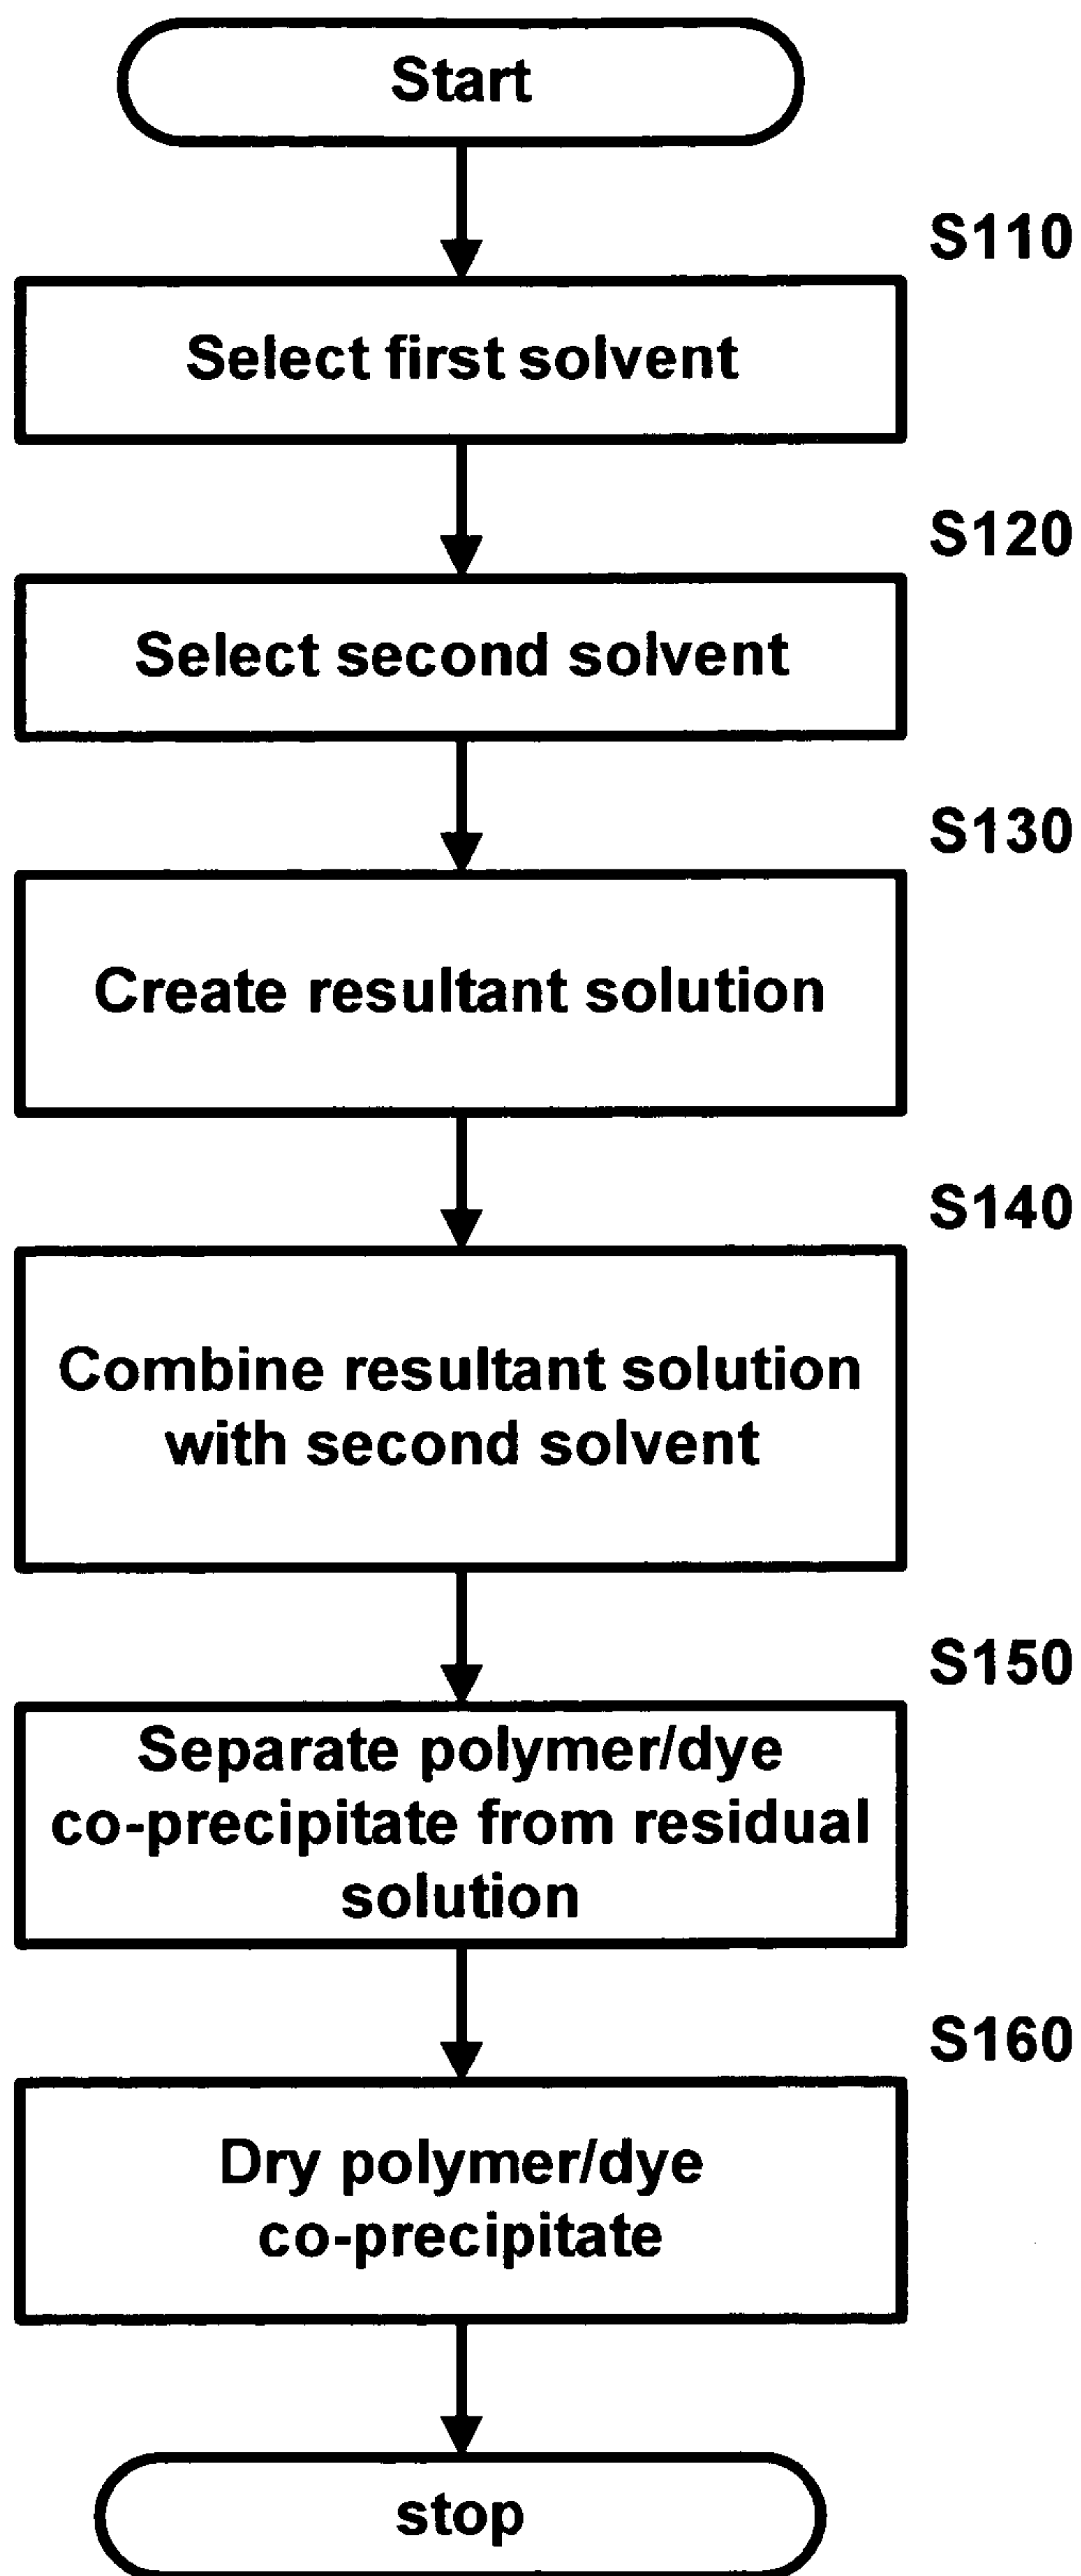 Start
S110
Select first solvent
S120
Select second solvent
S130
Create resultant solution
S140
Combine resultant solution
with second solvent
S150
Separate polymer/dye
co-precipitate from residual
solution
S160
Dry polymer/dye
co-precipitate
stop